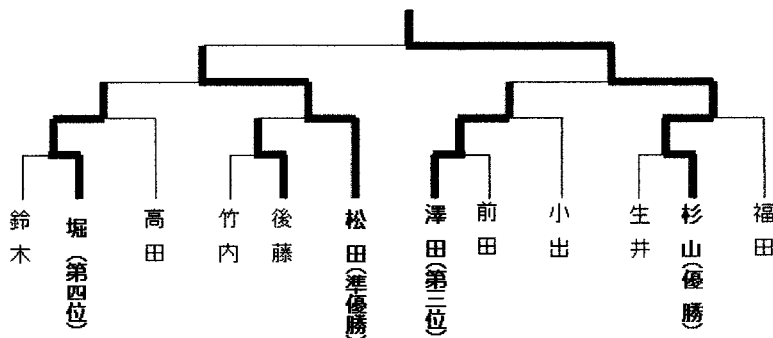 鈴木
堀(第四位)
高田
竹内
後藤
松田(準優勝)
澤田(第三位)
前田
小出
生井
杉山(優勝)
福田